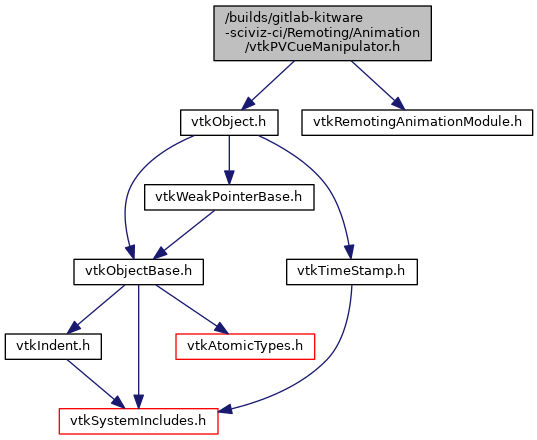 /builds/gitlab-kitware
-sciviz-ci/Remoting/Animation
/vtkPVCueManipulator.h
vtkObject.h
vtkRemotingAnimationModule.h
vtkWeakPointerBase.h
vtkObjectBase.h
vtkTimeStamp.h
vtkIndent.h
vtkAtomicTypes.h
vtkSystemIncludes.h